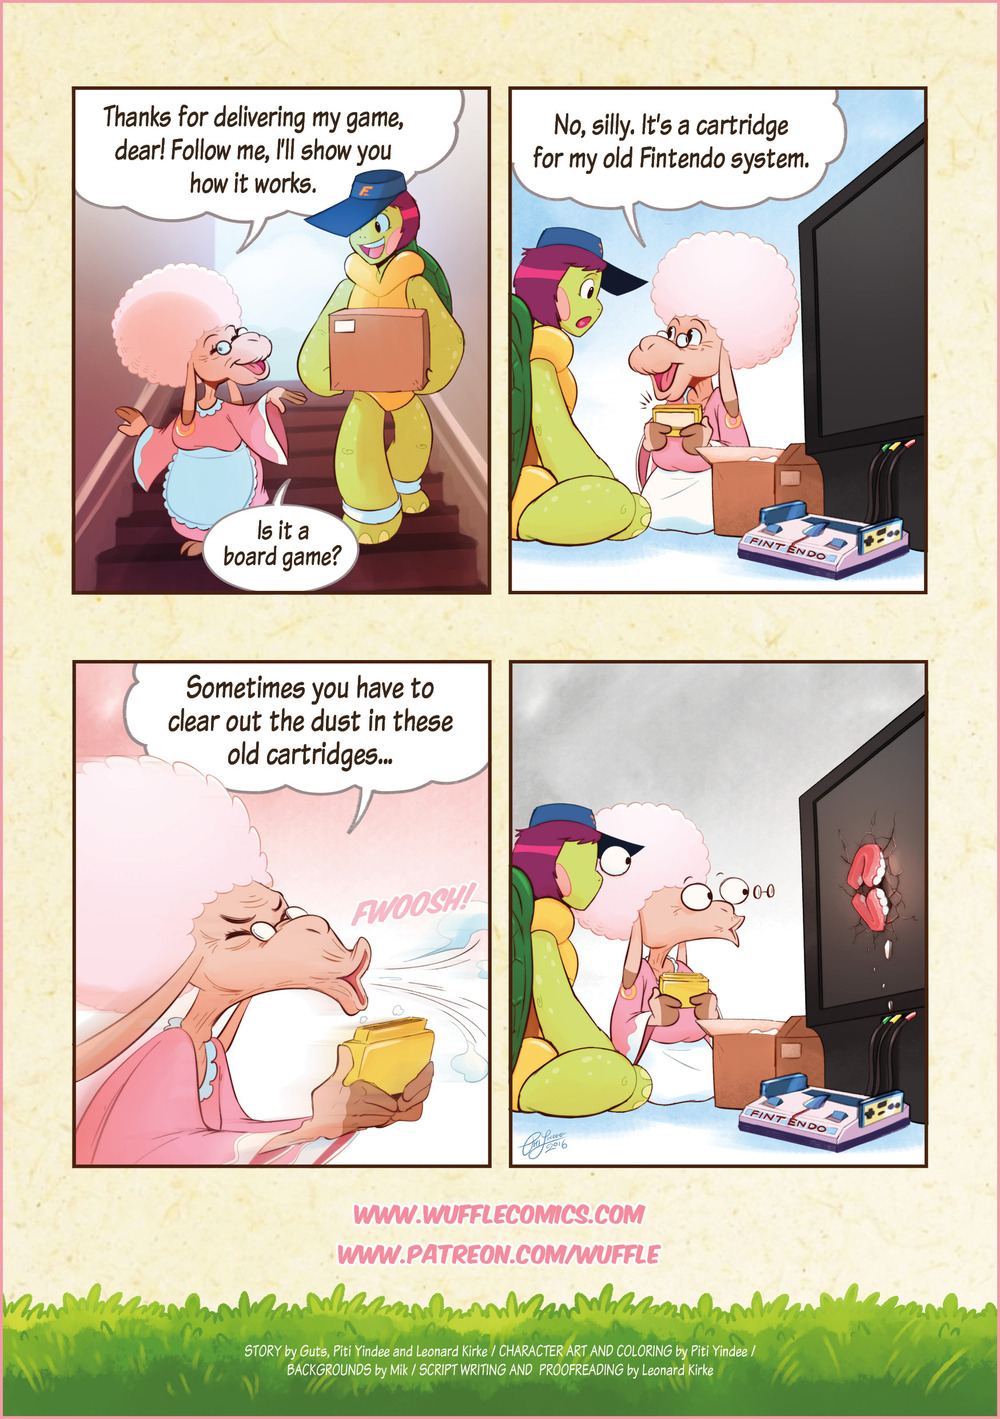 Thanks for delivering my game,
dear! Follow me, I'll show you
how it works.
F
Is it a
board game?
No, silly. It's a cartridge
for my old Fintendo system.
FINTENDO
Sometimes you have to
clear out the dust in these
old cartridges...
FWOOSH!
FINTENDO
2016
WWW.WUFFLECOMICS.COM
WWW.PATREON.COM/WUFFLE
STORY by Guts, Piti Yindee and Leonard Kirke / CHARACTER ART AND COLORING by Piti Yindee /
BACKGROUNDS by Mik / SCRIPT WRITING AND PROOFREADING by Leonard Kirke